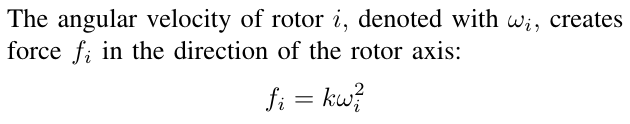 The angular velocity of rotor i, denoted with ωᵢ, creates
force fᵢ in the direction of the rotor axis:
fᵢ = kωᵢ²